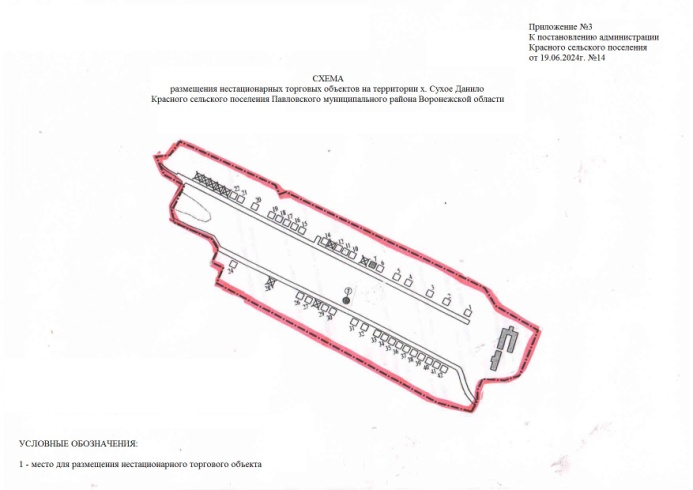 Приложение №3
К постановлению администрации
Красного сельского поселения
от 19.06.2024г. №14
СХЕМА
размещения нестационарных торговых объектов на территории х. Сухое Данило
Красного сельского поселения Павловского муниципального района Воронежской области
УСЛОВНЫЕ ОБОЗНАЧЕНИЯ:
1 - место для размещения нестационарного торгового объекта